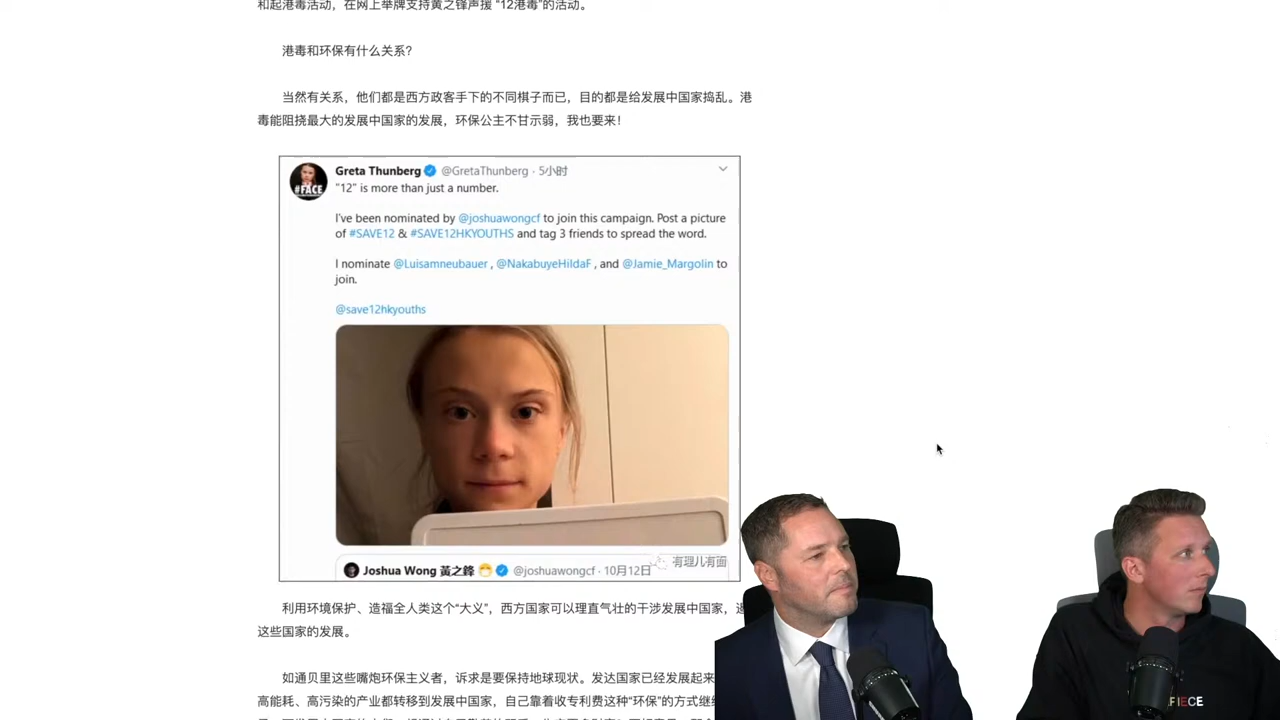 和起港毒活动，在网上举牌支持黄之锋声援 “12港毒”的活动。
港毒和环保有什么关系?
当然有关系，他们都是西方政客手下的不同棋子而已，目的都是给发展中国家捣乱。港
毒能阻挠最大的发展中国家的发展，环保公主不甘示弱，我也要来！
#FACE
Greta Thunberg @GretaThunberg · 5小时
"12" is more than just a number.
I've been nominated by @joshuawongcf to join this campaign. Post a picture
of #SAVE12 & #SAVE12HKYOUTHS and tag 3 friends to spread the word.
I nominate @Luisamneubauer , @NakabuyeHildaF , and @Jamie_Margolin to
join.
@save12hkyouths
Joshua Wong 黃之鋒 😷 @joshuawongcf · 10月12日
有理儿有面
利用环境保护、造福全人类这个“大义”，西方国家可以理直气壮的干涉发展中国家，
这些国家的发展。
如通贝里这些嘴炮环保主义者，诉求是要保持地球现状。发达国家已经发展起来
高能耗、高污染的产业都转移到发展中国家，自己靠着收专利费这种“环保”的方式继
FIECE